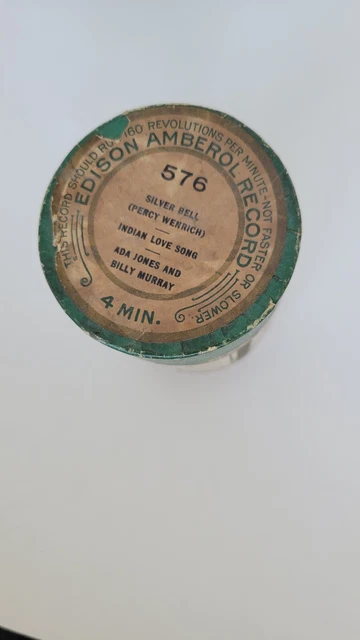 THIS RECORD SHOULD RU 160 REVOLUTIONS PER MINUTE-NOT FASTER OR SLOWER.
EDISON AMBEROL RECORD
576
SILVER BELL
(PERCY WENRICH)
INDIAN LOVE SONG
ADA JONES AND
BILLY MURRAY
4 MIN.